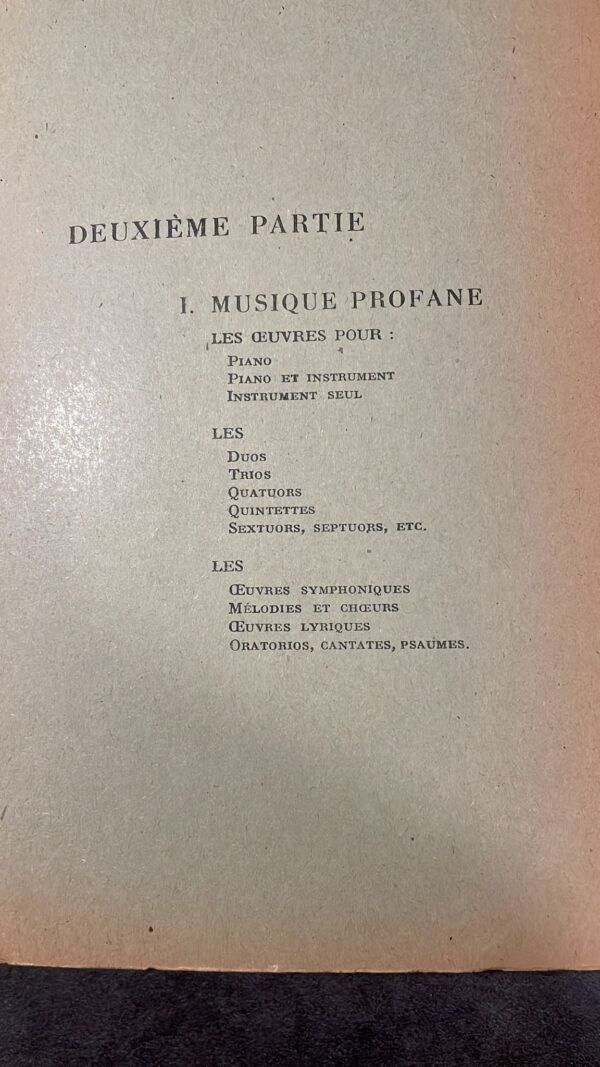 DEUXIÈME PARTIE
I. MUSIQUE PROFANE
LES ŒUVRES POUR :
PIANO
PIANO ET INSTRUMENT
INSTRUMENT SEUL
LES
DUOS
TRIOS
QUATUORS
QUINTETTES
SEXTUORS, SEPTUORS, ETC.
LES
ŒUVRES SYMPHONIQUES
MÉLODIES ET CHŒURS
ŒUVRES LYRIQUES
ORATORIOS, CANTATES, PSAUMES.